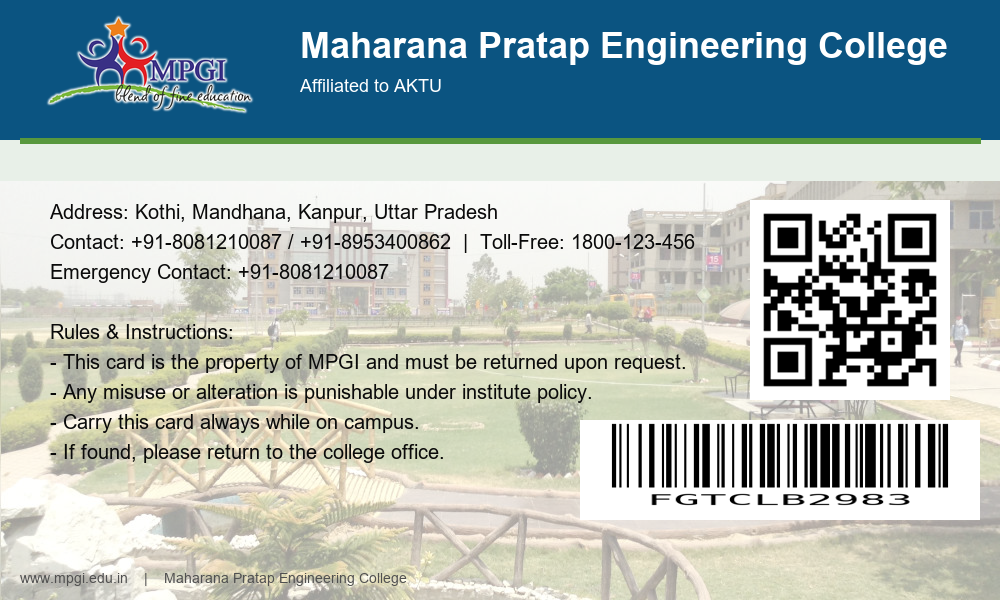 MPGI
blend of fine education
Maharana Pratap Engineering College
Affiliated to AKTU
Address: Kothi, Mandhana, Kanpur, Uttar Pradesh
Contact: +91-8081210087 / +91-8953400862 | Toll-Free: 1800-123-456
Emergency Contact: +91-8081210087
15
Rules & Instructions:
- This card is the property of MPGI and must be returned upon request.
- Any misuse or alteration is punishable under institute policy.
- Carry this card always while on campus.
- If found, please return to the college office.
FGTCLB2983
www.mpgi.edu.in | Maharana Pratap Engineering College